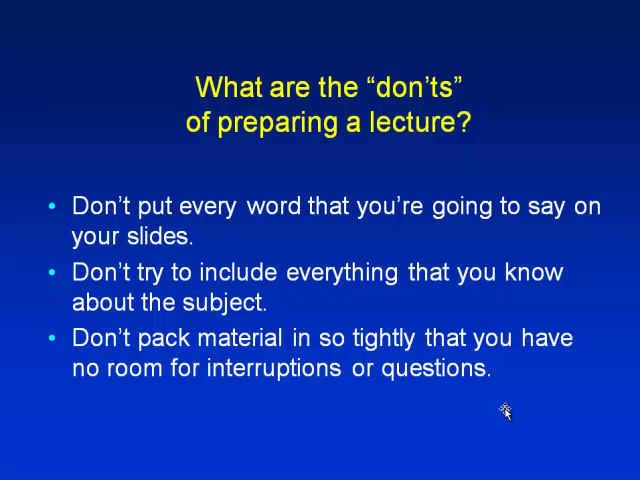 What are the “don’ts”
of preparing a lecture?
• Don’t put every word that you’re going to say on
your slides.
• Don’t try to include everything that you know
about the subject.
• Don’t pack material in so tightly that you have
no room for interruptions or questions.